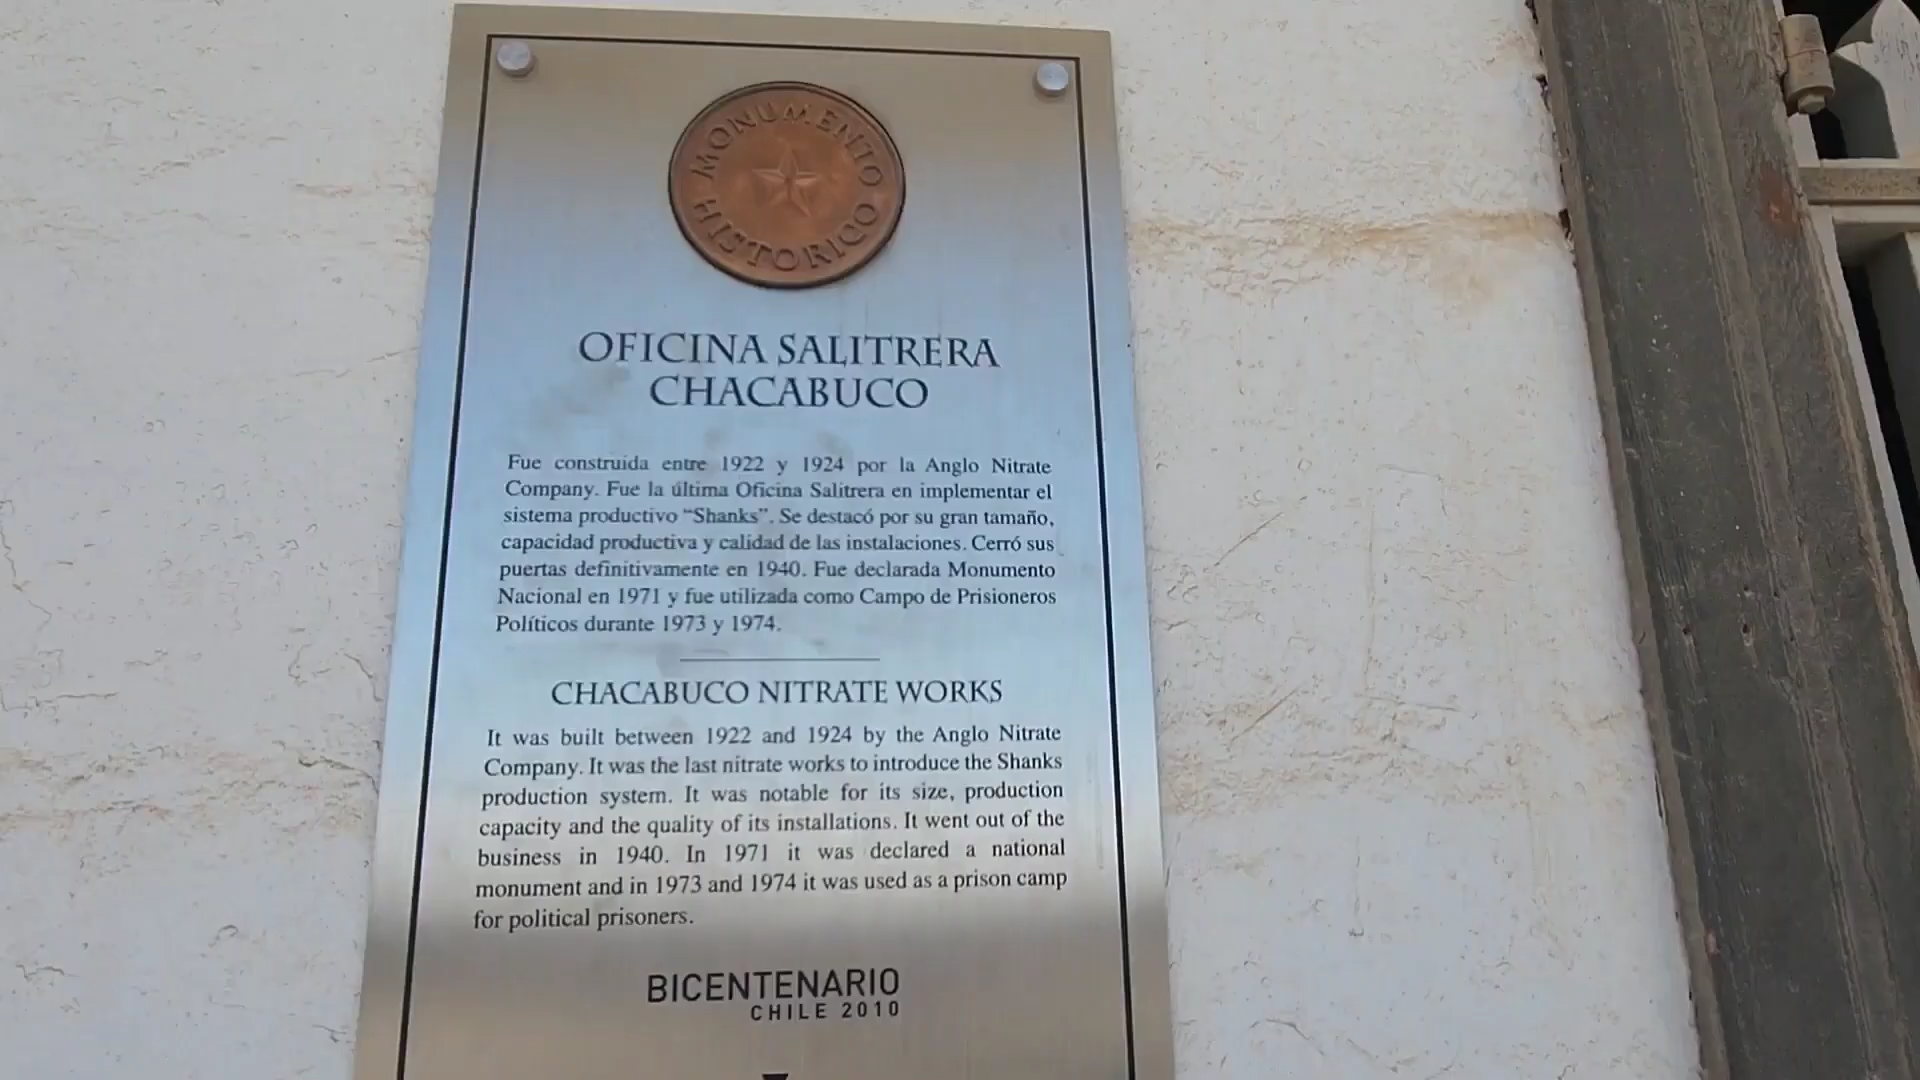 MONUMENTO
HISTORICO
OFICINA SALITRERA
CHACABUCO
Fue construida entre 1922 y 1924 por la Anglo Nitrate
Company. Fue la última Oficina Salitrera en implementar el
sistema productivo “Shanks”. Se destacó por su gran tamaño,
capacidad productiva y calidad de las instalaciones. Cerró sus
puertas definitivamente en 1940. Fue declarada Monumento
Nacional en 1971 y fue utilizada como Campo de Prisioneros
Políticos durante 1973 y 1974.
CHACABUCO NITRATE WORKS
It was built between 1922 and 1924 by the Anglo Nitrate
Company. It was the last nitrate works to introduce the Shanks
production system. It was notable for its size, production
capacity and the quality of its installations. It went out of the
business in 1940. In 1971 it was declared a national
monument and in 1973 and 1974 it was used as a prison camp
for political prisoners.
BICENTENARIO
CHILE 2010